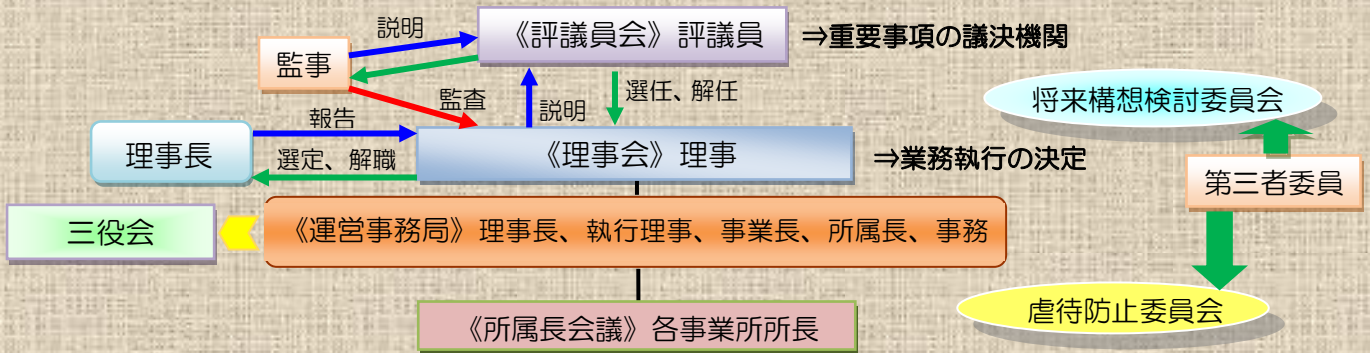 説明
《評議員会》評議員
⇒重要事項の議決機関
監事
監査
説明
選任、解任
将来構想検討委員会
報告
理事長
選定、解職
《理事会》理事
⇒業務執行の決定
第三者委員
三役会
《運営事務局》理事長、執行理事、事業長、所属長、事務
虐待防止委員会
《所属長会議》各事業所所長